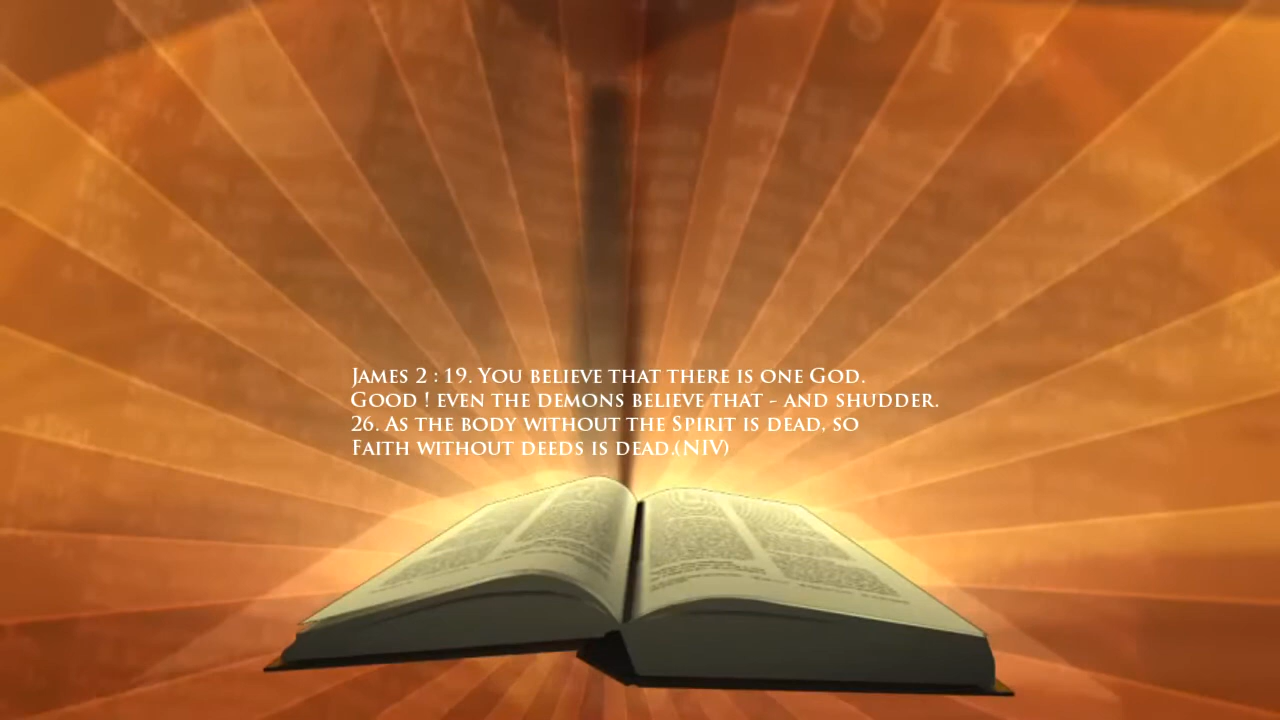 James 2 : 19. You believe that there is one God.
Good ! even the demons believe that - and shudder.
26. As the body without the Spirit is dead, so
Faith without deeds is dead.(NIV)